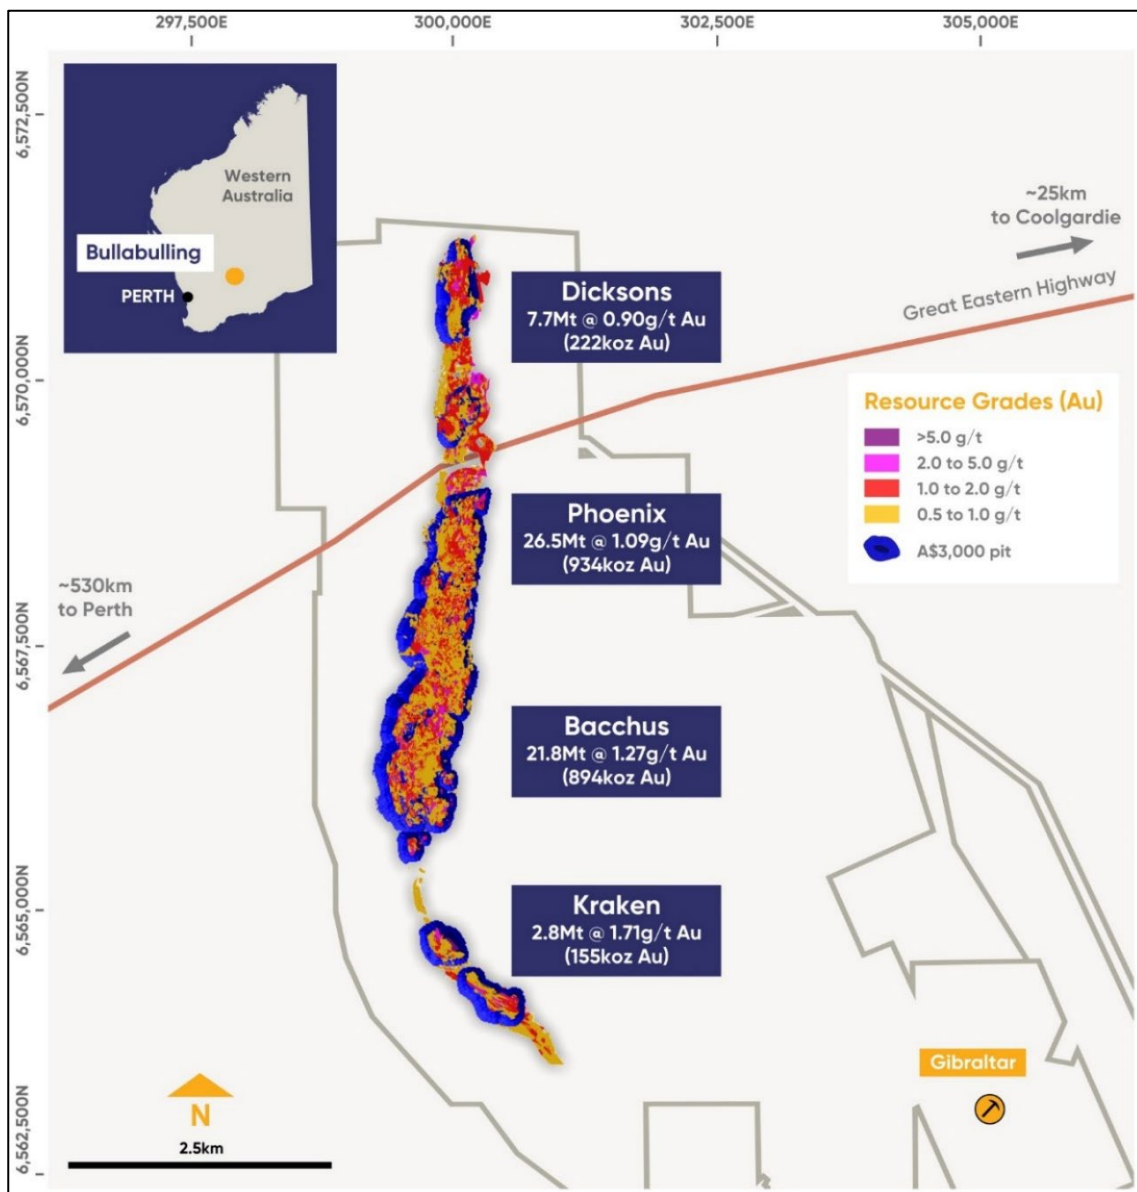 297,500E
300,000E
302,500E
305,000E
6,572,500N
Western
Australia
Bullabulling
PERTH
~25km
to Coolgardie
Great Eastern Highway
Dicksons
7.7Mt @ 0.90g/t Au
(222koz Au)
6,570,000N
Resource Grades (Au)
>5.0 g/t
2.0 to 5.0 g/t
1.0 to 2.0 g/t
0.5 to 1.0 g/t
A$3,000 pit
Phoenix
26.5Mt @ 1.09g/t Au
(934koz Au)
~530km
to Perth
6,567,500N
Bacchus
21.8Mt @ 1.27g/t Au
(894koz Au)
6,565,000N
Kraken
2.8Mt @ 1.71g/t Au
(155koz Au)
Gibraltar
N
2.5km
6,562,500N